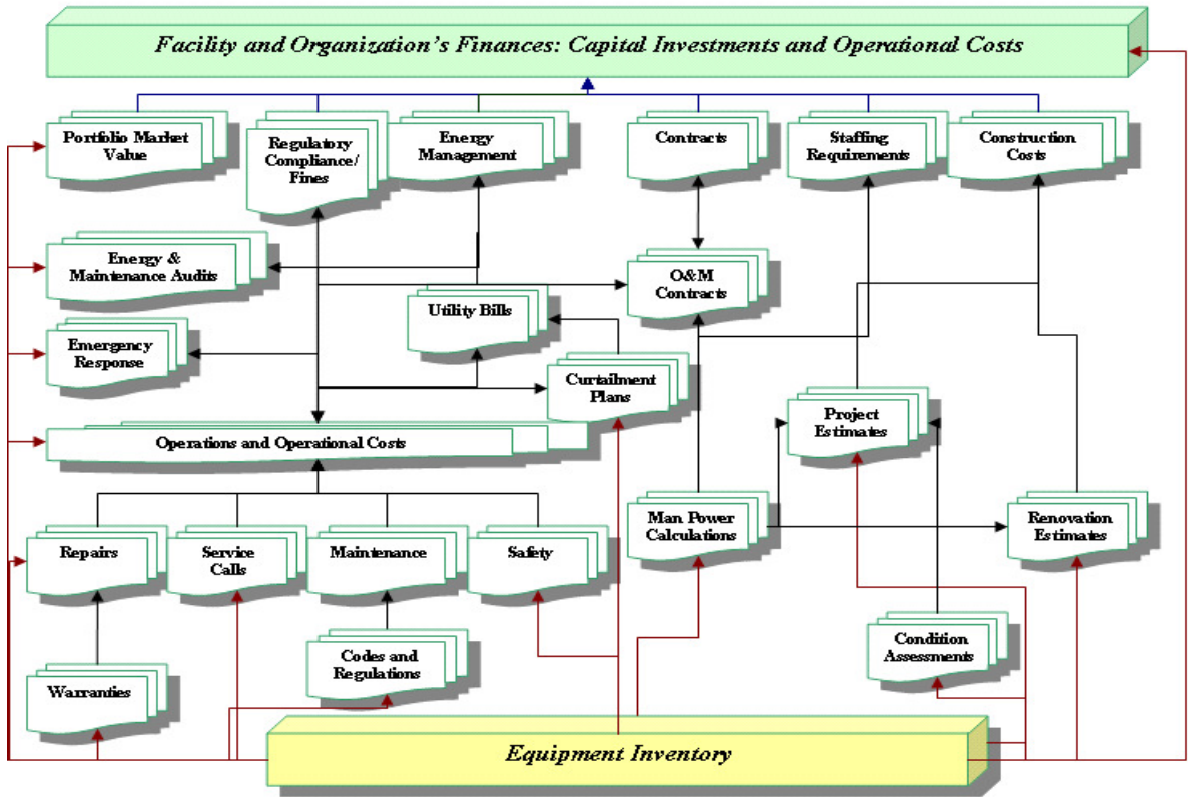 Facility and Organization's Finances: Capital Investments and Operational Costs
Portfolio Market
Value
Regulatory
Compliance/
Fines
Energy
Management
Contracts
Staffing
Requirements
Construction
Costs
Energy &
Maintenance Audits
O&M
Contracts
Utility Bills
Emergency
Response
Curtailment
Plans
Project
Estimates
Operations and Operational Costs
Man Power
Calculations
Renovation
Estimates
Repairs
Service
Calls
Maintenance
Safety
Condition
Assessments
Codes and
Regulations
Warranties
Equipment Inventory